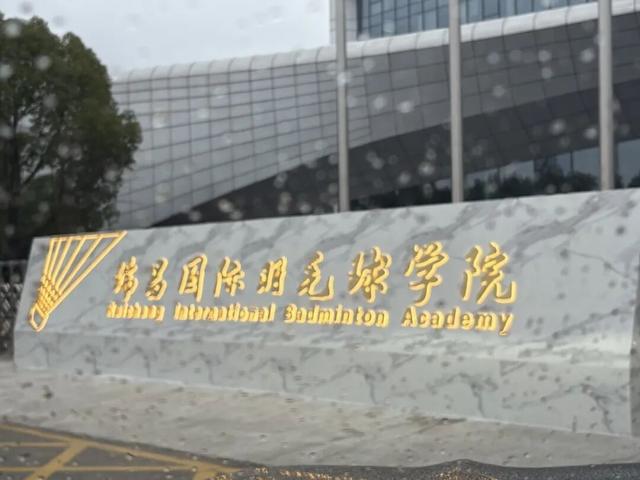 瑞昌国际羽毛球学院
Ruichang International Badminton Academy